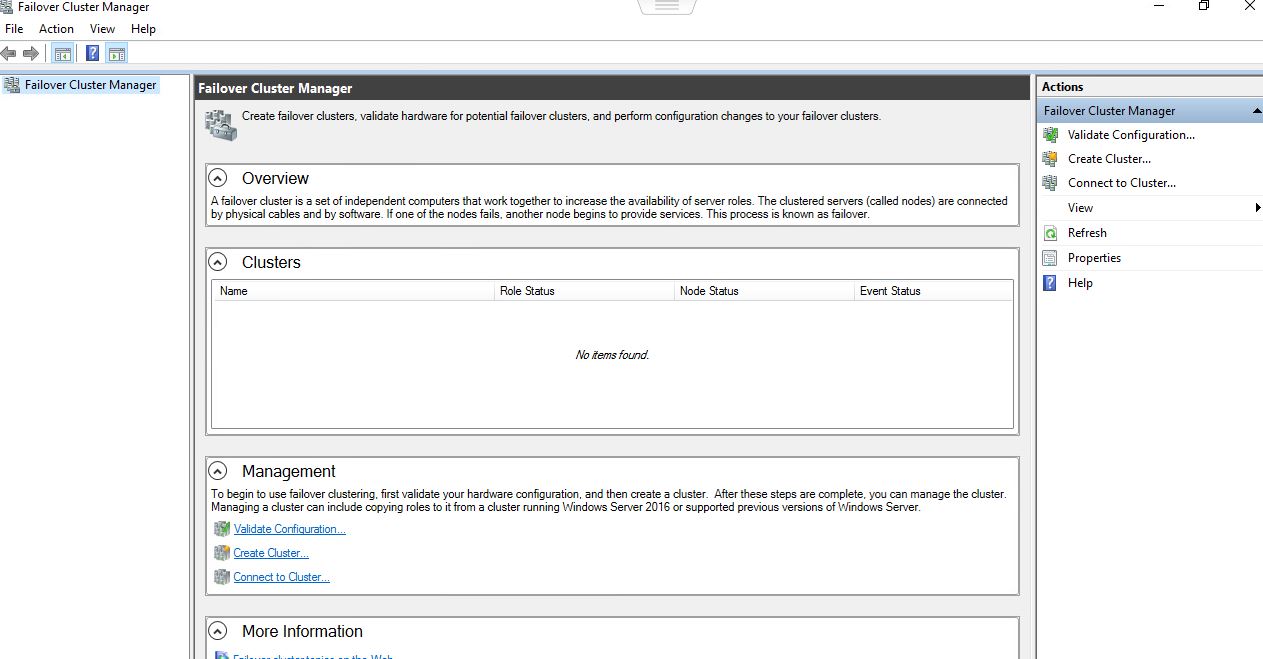 Failover Cluster Manager
File Action View Help
Failover Cluster Manager
Failover Cluster Manager
Create failover clusters, validate hardware for potential failover clusters, and perform configuration changes to your failover clusters.
Overview
A failover cluster is a set of independent computers that work together to increase the availability of server roles. The clustered servers (called nodes) are connected
by physical cables and by software. If one of the nodes fails, another node begins to provide services. This process is known as failover.
Clusters
Name Role Status Node Status Event Status
No items found.
Management
To begin to use failover clustering, first validate your hardware configuration, and then create a cluster. After these steps are complete, you can manage the cluster.
Managing a cluster can include copying roles to it from a cluster running Windows Server 2016 or supported previous versions of Windows Server.
Validate Configuration...
Create Cluster...
Connect to Cluster...
More Information
Failover cluster topics on the Web
Actions
Failover Cluster Manager
Validate Configuration...
Create Cluster...
Connect to Cluster...
View
Refresh
Properties
Help